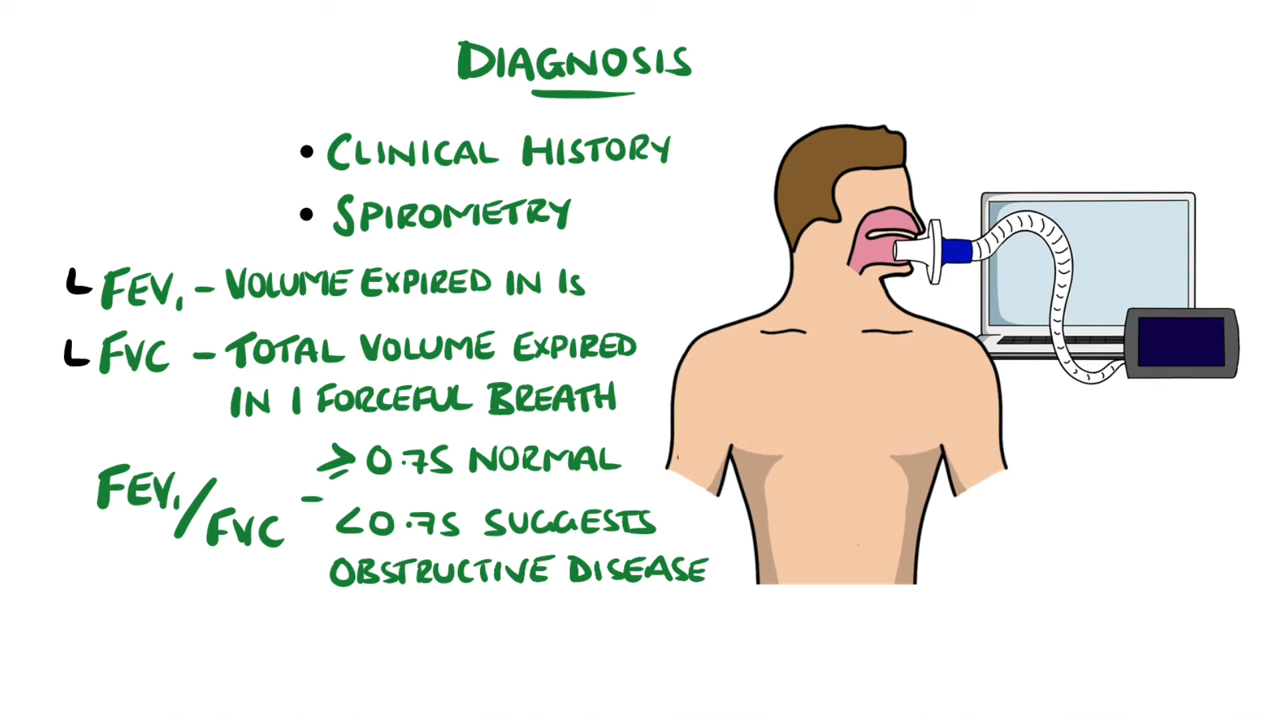 DIAGNOSIS
• CLINICAL HISTORY
• SPIROMETRY
FEV₁ - VOLUME EXPIRED IN 1s
FVC - TOTAL VOLUME EXPIRED
IN 1 FORCEFUL BREATH
FEV₁/FVC - ≥0.75 NORMAL
<0.75 SUGGESTS
OBSTRUCTIVE DISEASE